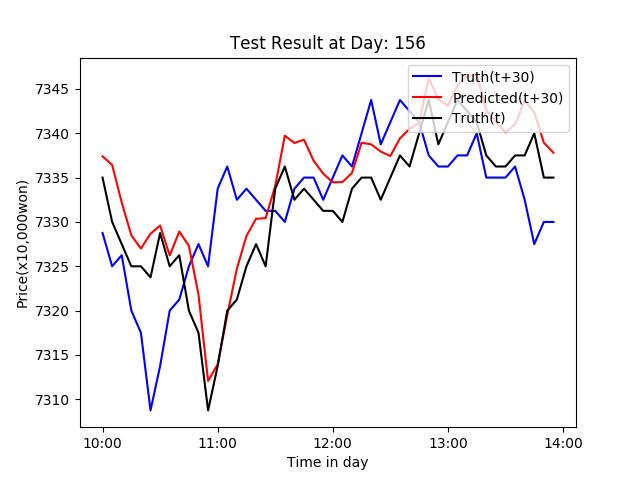 Test Result at Day: 156
Truth(t+30)
Predicted(t+30)
Truth(t)
Price(x10,000won)
7345
7340
7335
7330
7325
7320
7315
7310
10:00 11:00 12:00 13:00 14:00
Time in day